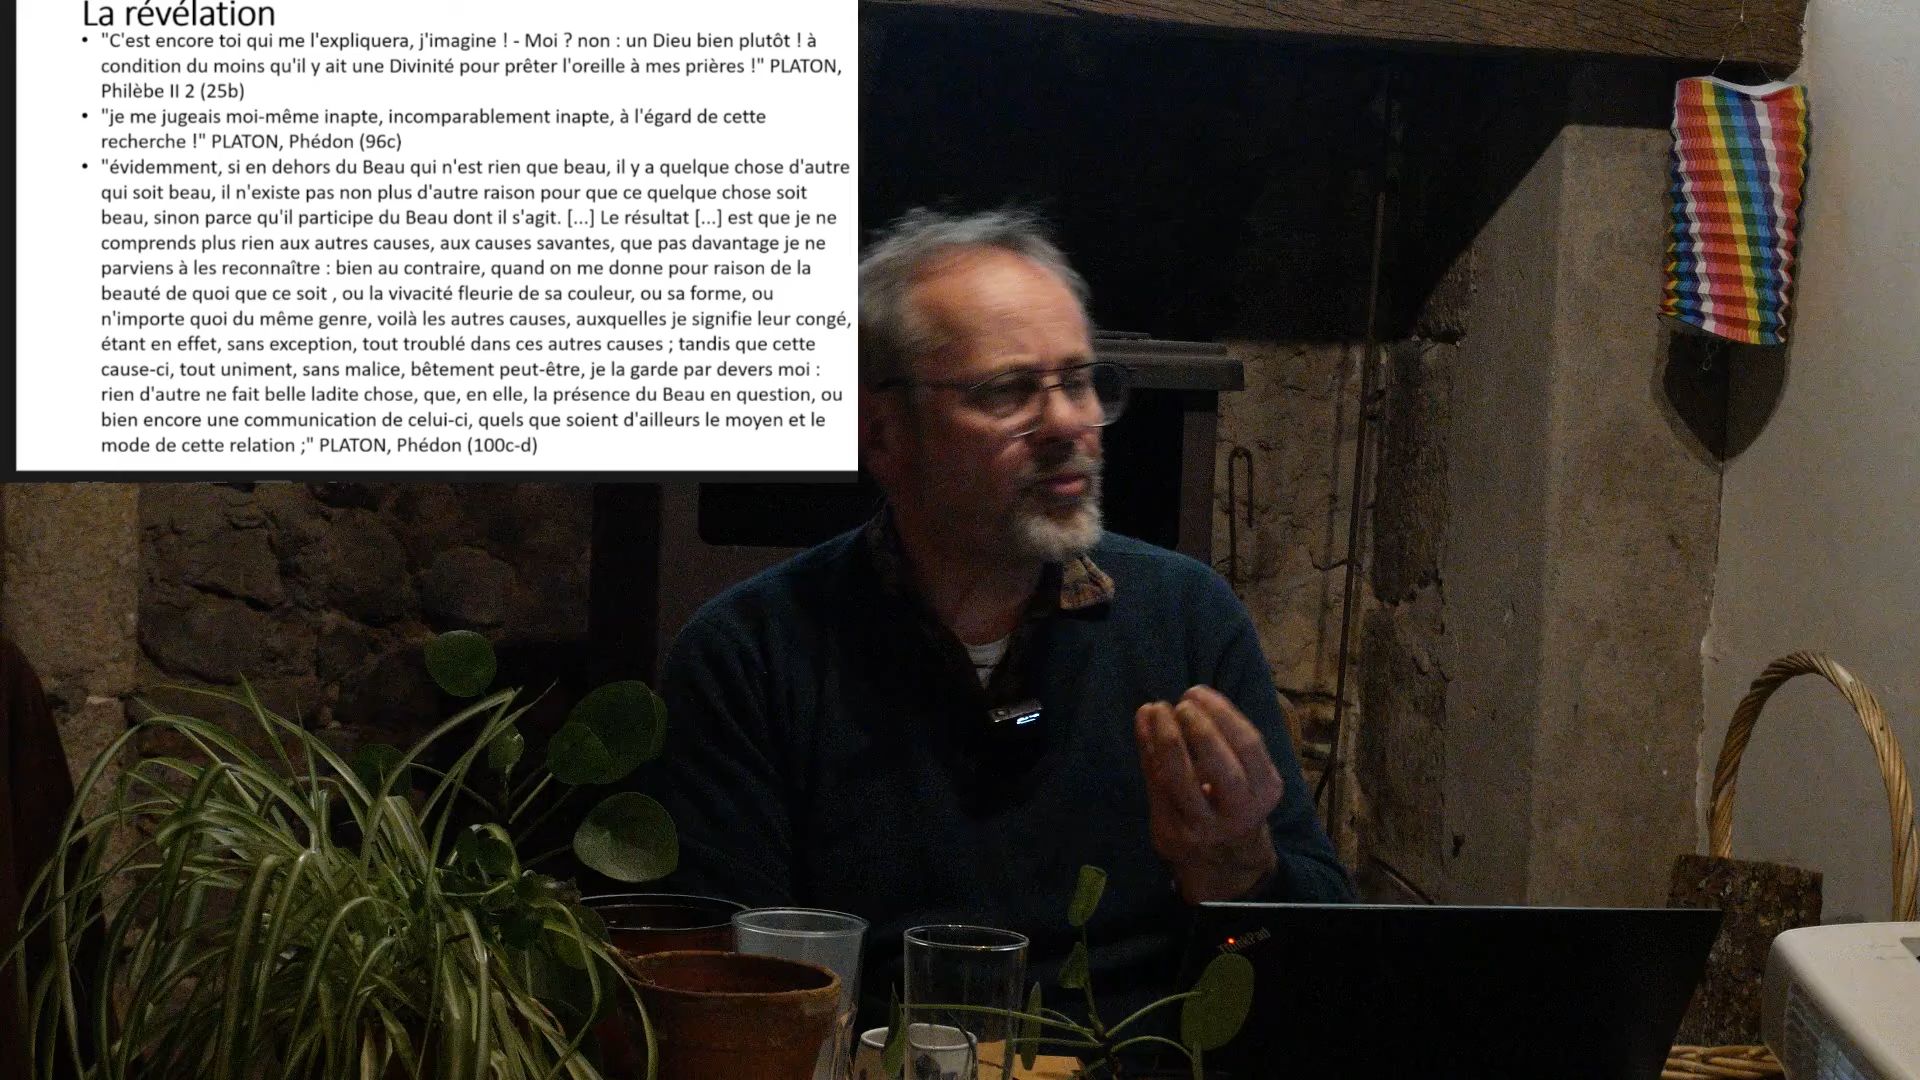 La révélation
• "C'est encore toi qui me l'expliquera, j'imagine ! - Moi ? non : un Dieu bien plutôt ! à
condition du moins qu'il y ait une Divinité pour prêter l'oreille à mes prières !" PLATON,
Philèbe II 2 (25b)
• "je me jugeais moi-même inapte, incomparablement inapte, à l'égard de cette
recherche !" PLATON, Phédon (96c)
• "évidemment, si en dehors du Beau qui n'est rien que beau, il y a quelque chose d'autre
qui soit beau, il n'existe pas non plus d'autre raison pour que ce quelque chose soit
beau, sinon parce qu'il participe du Beau dont il s'agit. [...] Le résultat [...] est que je ne
comprends plus rien aux autres causes, aux causes savantes, que pas davantage je ne
parviens à les reconnaître : bien au contraire, quand on me donne pour raison de la
beauté de quoi que ce soit , ou la vivacité fleurie de sa couleur, ou sa forme, ou
n'importe quoi du même genre, voilà les autres causes, auxquelles je signifie leur congé,
étant en effet, sans exception, tout troublé dans ces autres causes ; tandis que cette
cause-ci, tout uniment, sans malice, bêtement peut-être, je la garde par devers moi :
rien d'autre ne fait belle ladite chose, que, en elle, la présence du Beau en question, ou
bien encore une communication de celui-ci, quels que soient d'ailleurs le moyen et le
mode de cette relation ;" PLATON, Phédon (100c-d)
ThinkPad